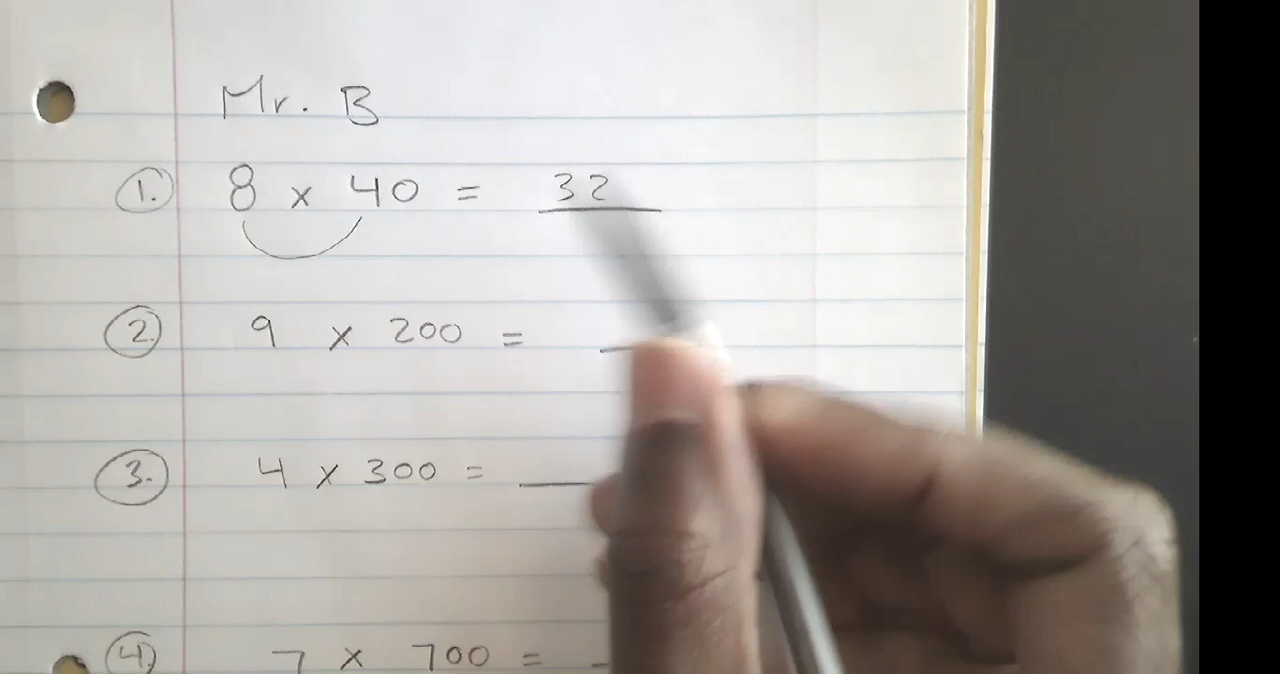 Mr. B
1. 8 x 40 = 32
2. 9 x 200 =
3. 4 x 300 =
4. 7 x 700 =